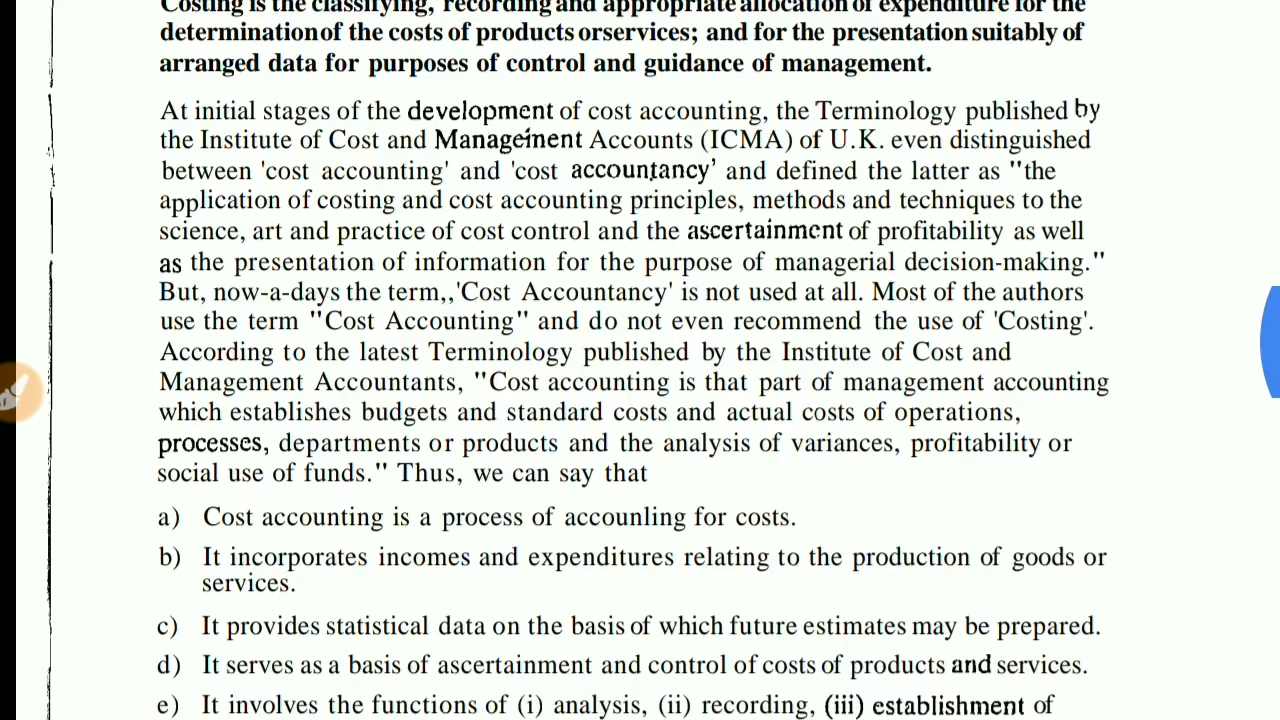 Costing is the classifying, recording and appropriate allocation of expenditure for the
determination of the costs of products orservices; and for the presentation suitably of
arranged data for purposes of control and guidance of management.
At initial stages of the development of cost accounting, the Terminology published by
the Institute of Cost and Management Accounts (ICMA) of U.K. even distinguished
between 'cost accounting' and 'cost accountancy' and defined the latter as "the
application of costing and cost accounting principles, methods and techniques to the
science, art and practice of cost control and the ascertainment of profitability as well
as the presentation of information for the purpose of managerial decision-making."
But, now-a-days the term,,'Cost Accountancy' is not used at all. Most of the authors
use the term "Cost Accounting" and do not even recommend the use of 'Costing'.
According to the latest Terminology published by the Institute of Cost and
Management Accountants, "Cost accounting is that part of management accounting
which establishes budgets and standard costs and actual costs of operations,
processes, departments or products and the analysis of variances, profitability or
social use of funds." Thus, we can say that
a) Cost accounting is a process of accounling for costs.
b) It incorporates incomes and expenditures relating to the production of goods or
services.
c) It provides statistical data on the basis of which future estimates may be prepared.
d) It serves as a basis of ascertainment and control of costs of products and services.
e) It involves the functions of (i) analysis, (ii) recording, (iii) establishment of